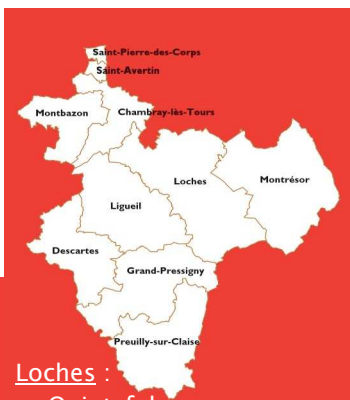 Saint-Pierre-des-Corps
Saint-Avertin
Montbazon
Chambray-lès-Tours
Loches
Montrésor
Ligueil
Descartes
Grand-Pressigny
Preuilly-sur-Claise
Loches :